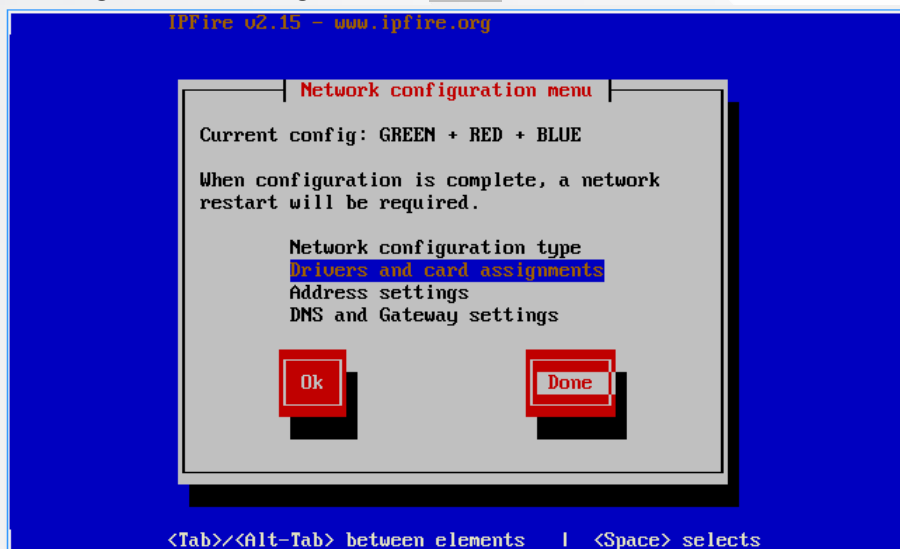 IPFire v2.15 - www.ipfire.org
Network configuration menu
Current config: GREEN + RED + BLUE
When configuration is complete, a network
restart will be required.
Network configuration type
Drivers and card assignments
Address settings
DNS and Gateway settings
Ok Done
<Tab>/<Alt-Tab> between elements | <Space> selects